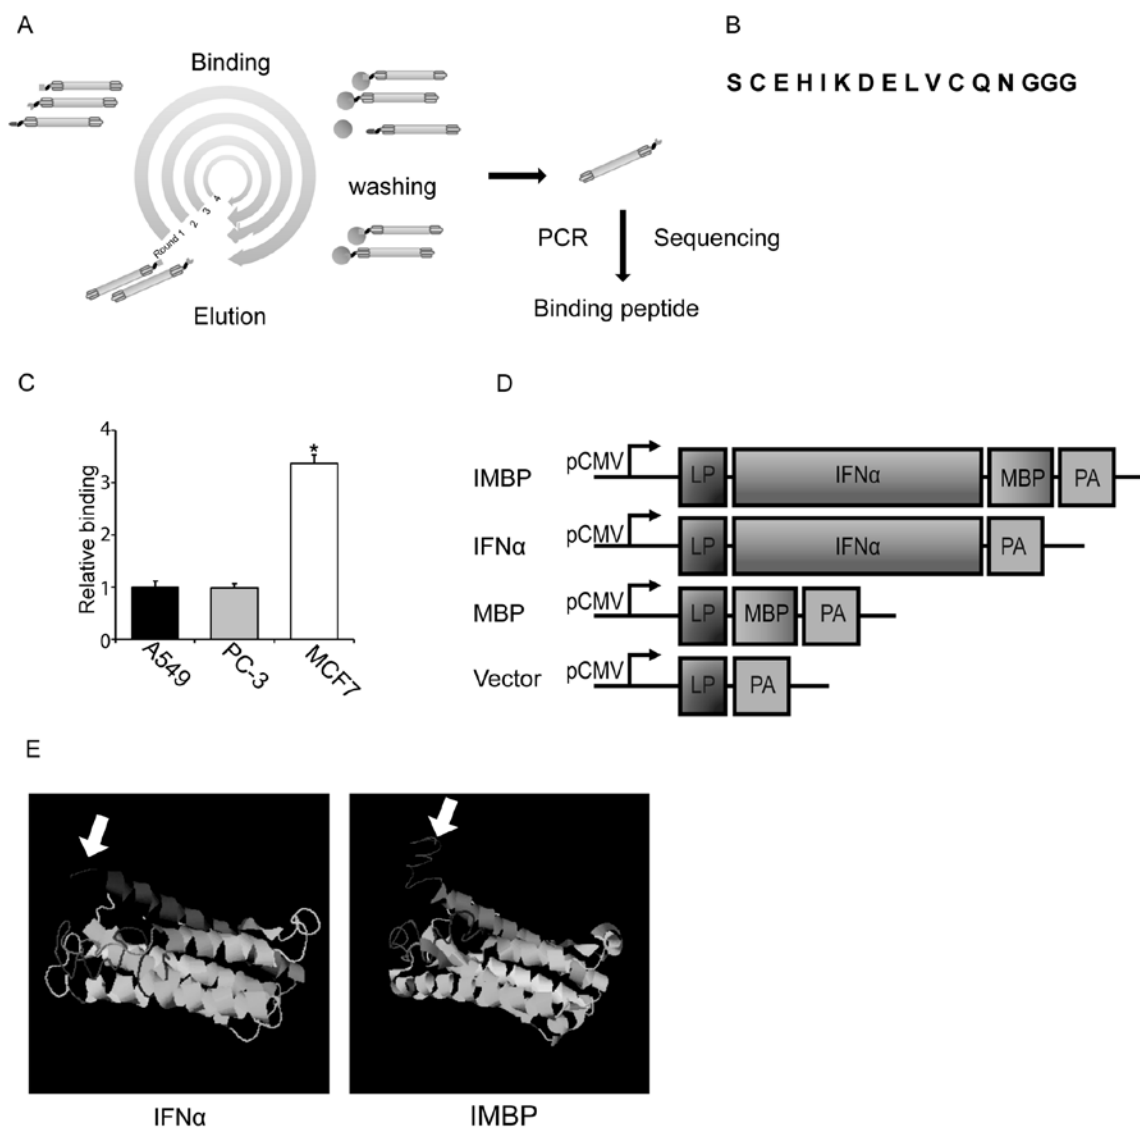 A
Binding
washing
Round 1 2 3 4
Elution
PCR
Sequencing
Binding peptide
B
S C E H I K D E L V C Q N GGG
C
Relative binding
4
3
2
1
0
*
A549
PC-3
MCF7
D
IMBP pCMV LP IFNα MBP PA
IFNα pCMV LP IFNα PA
MBP pCMV LP MBP PA
Vector pCMV LP PA
E
IFNα
IMBP